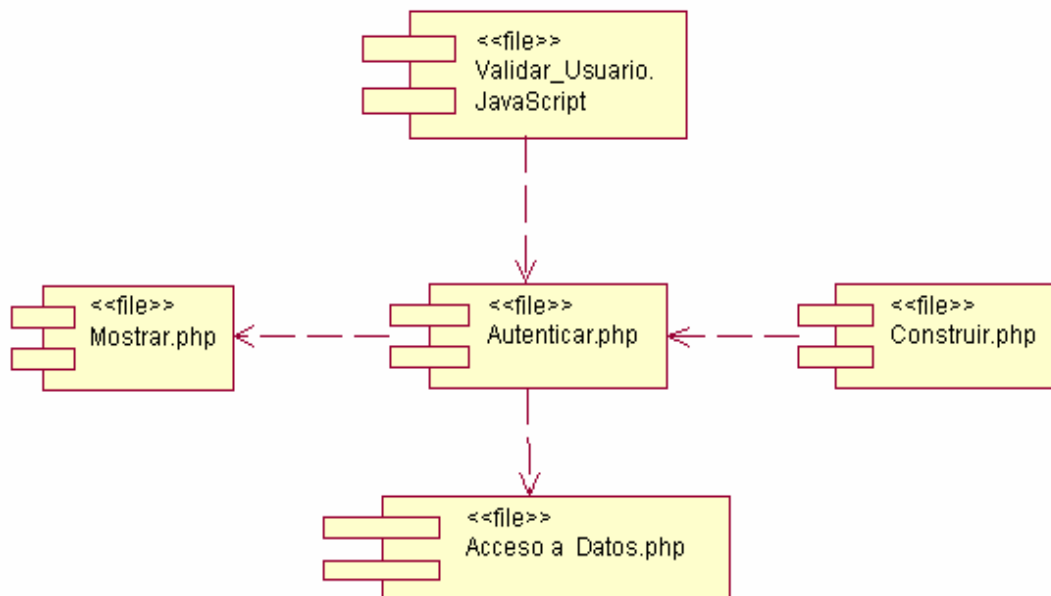 <<file>>
Validar_Usuario.
JavaScript
<<file>>
Mostrar.php
<<file>>
Autenticar.php
<<file>>
Construir.php
<<file>>
Acceso a Datos.php